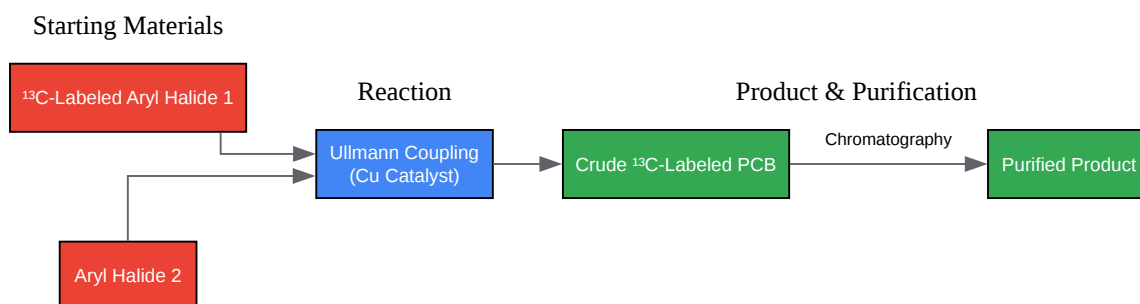 Starting Materials
¹³C-Labeled Aryl Halide 1
Reaction
Product & Purification
Ullmann Coupling
(Cu Catalyst)
Crude ¹³C-Labeled PCB
Chromatography
Purified Product
Aryl Halide 2